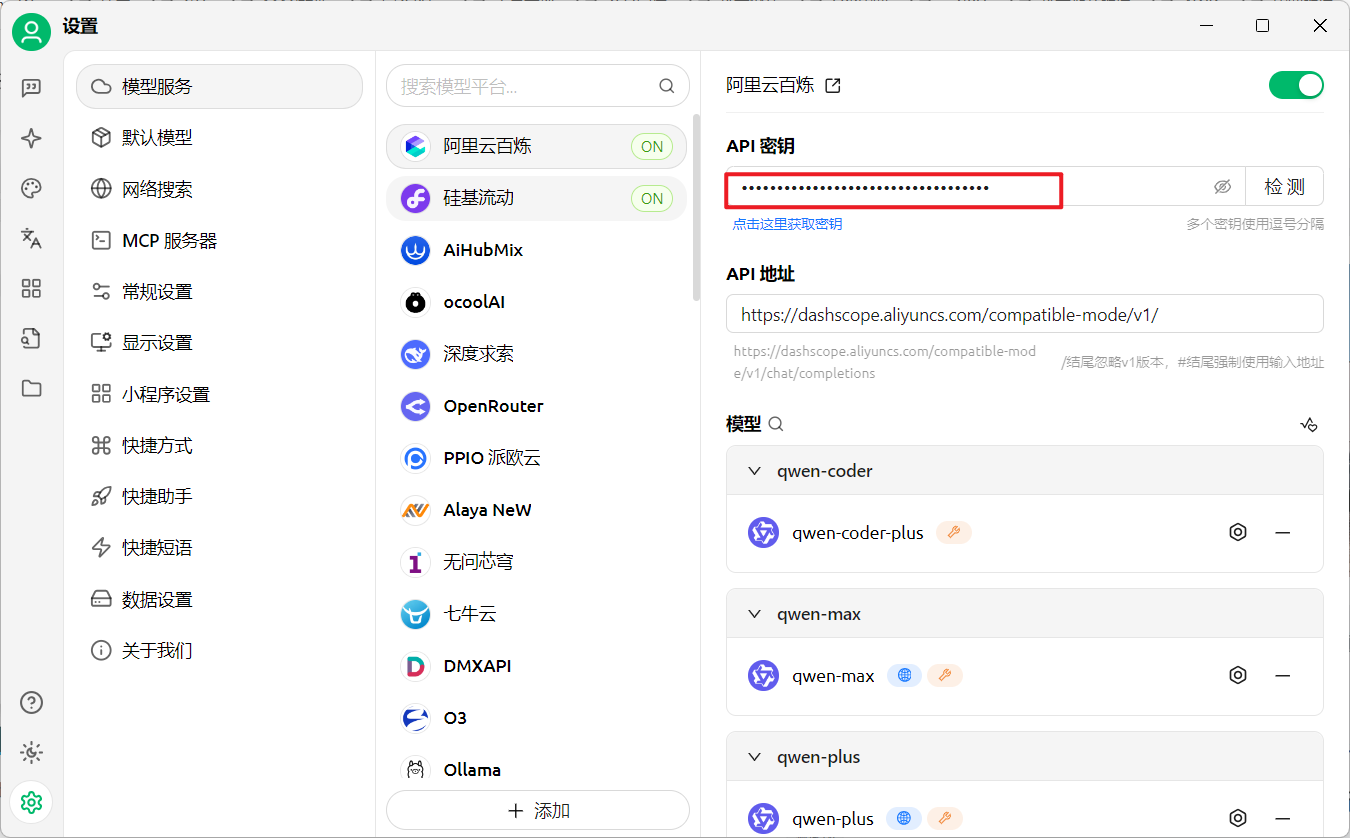 设置
模型服务
默认模型
网络搜索
MCP 服务器
常规设置
显示设置
小程序设置
快捷方式
快捷助手
快捷短语
数据设置
关于我们
搜索模型平台...
阿里云百炼 ON
硅基流动 ON
AiHubMix
ocoolAI
深度求索
OpenRouter
PPIO 派欧云
Alaya NeW
无问芯穹
七牛云
DMXAPI
O3
Ollama
添加
阿里云百炼
API 密钥
••••••••••••••••••••••••••••••••••• 检测
点击这里获取密钥 多个密钥使用逗号分隔
API 地址
https://dashscope.aliyuncs.com/compatible-mode/v1/
https://dashscope.aliyuncs.com/compatible-mod
e/v1/chat/completions
/结尾忽略v1版本，#结尾强制使用输入地址
模型
qwen-coder
qwen-coder-plus
qwen-max
qwen-max
qwen-plus
qwen-plus